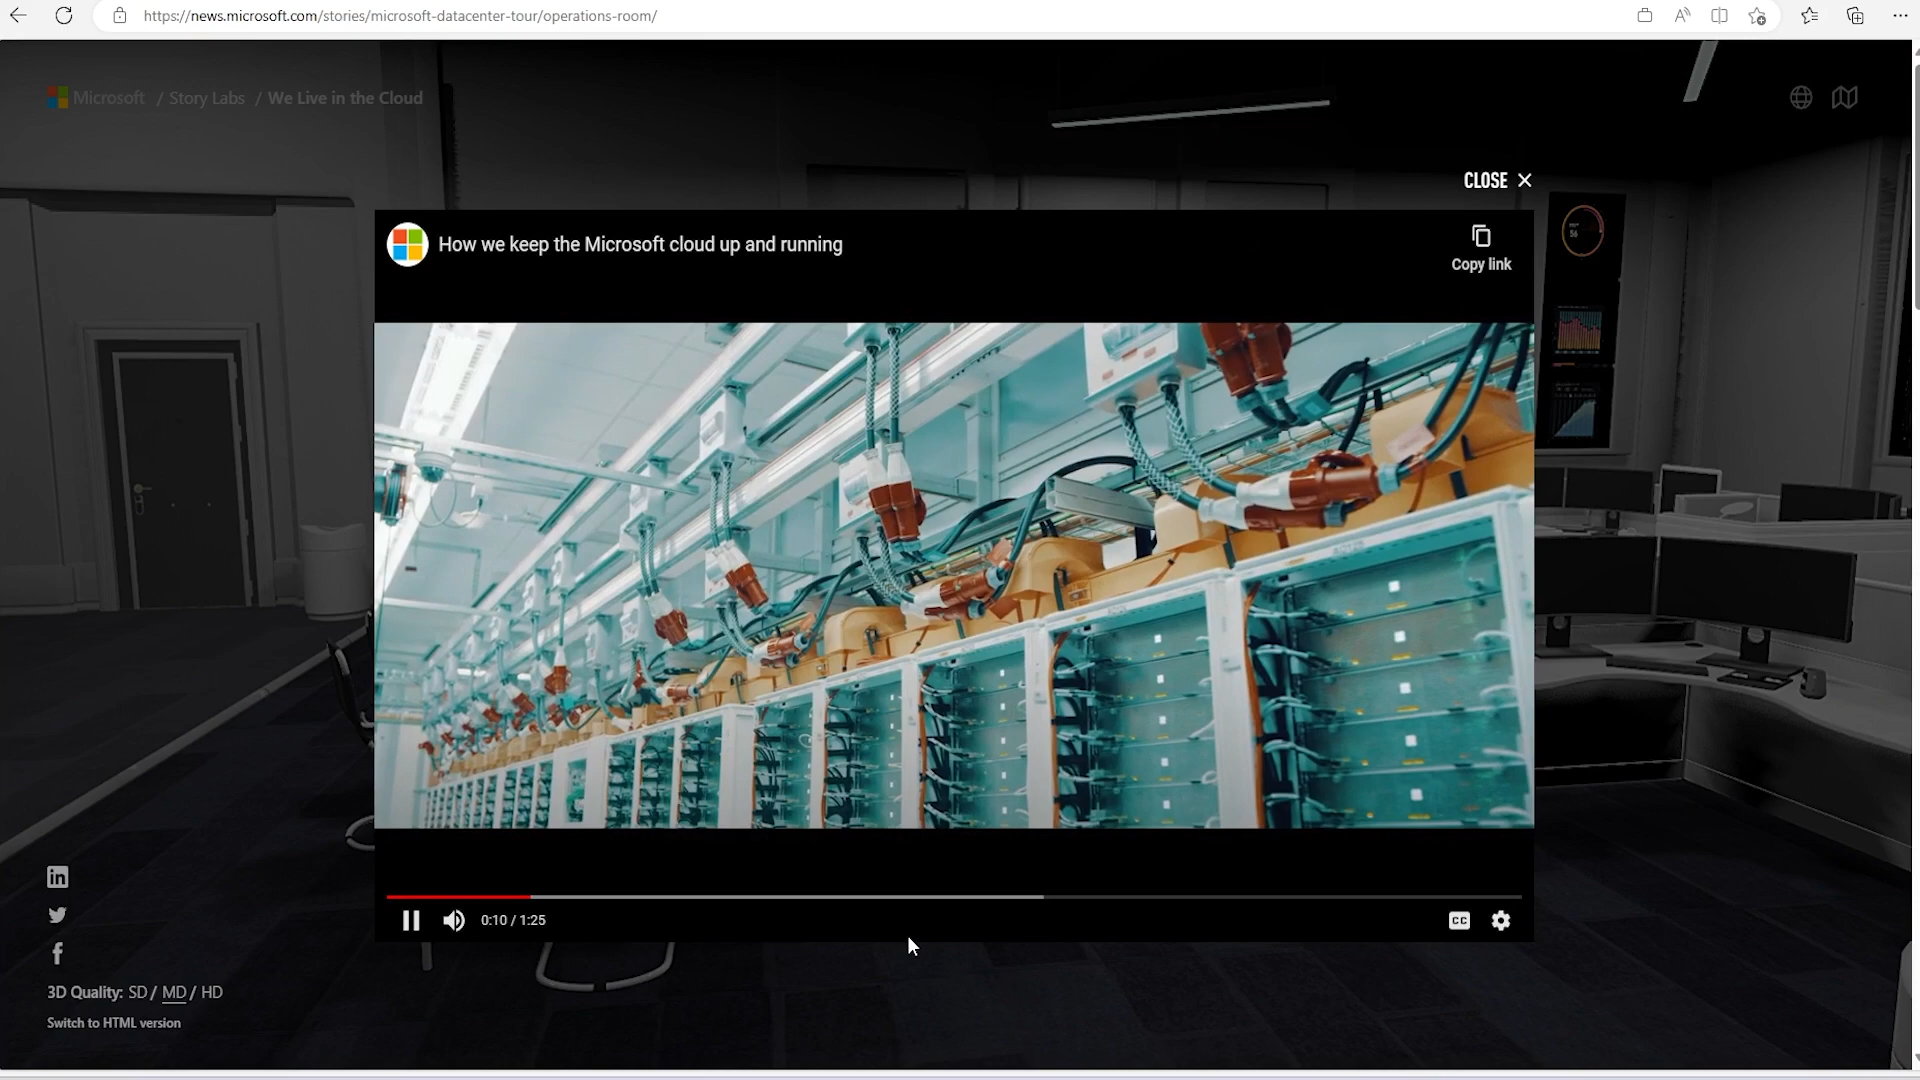 https://news.microsoft.com/stories/microsoft-datacenter-tour/operations-room/
Microsoft / Story Labs / We Live in the Cloud
CLOSE ×
How we keep the Microsoft cloud up and running
Copy link
56
0:10 / 1:25
CC
in
f
3D Quality: SD / MD / HD
Switch to HTML version